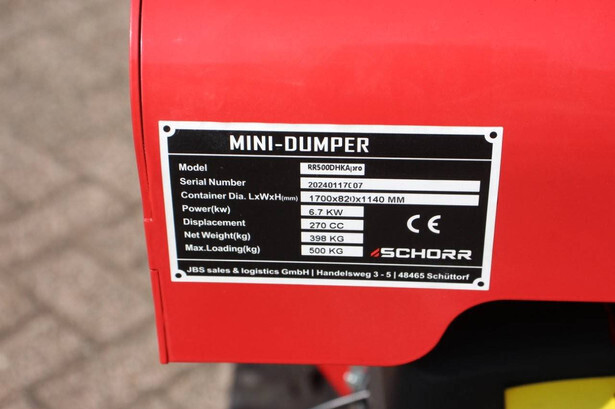 MINI-DUMPER
Model RR500DHKApro
Serial Number 20240117007
Container Dia. LxWxH(mm) 1700x820x1140 MM
Power(kw) 6.7 KW
Displacement 270 CC
Net Weight(kg) 398 KG
Max.Loading(kg) 500 KG
CE
SCHORR
JBS sales & logistics GmbH | Handelsweg 3 - 5 | 48465 Schüttorf